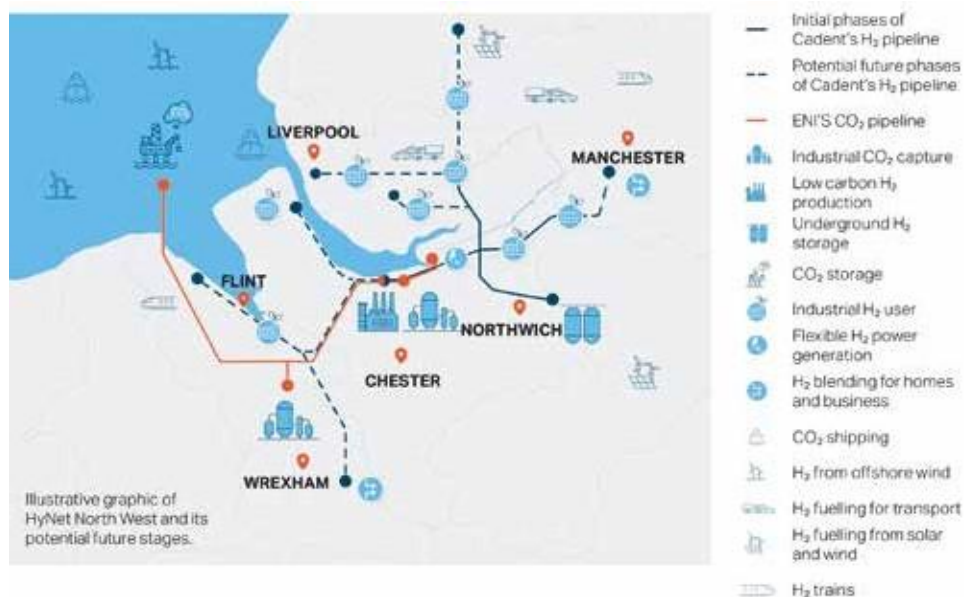 LIVERPOOL
MANCHESTER
FLINT
NORTHWICH
CHESTER
WREXHAM
Illustrative graphic of
HyNet North West and its
potential future stages.
Initial phases of
Cadent's H₂ pipeline
Potential future phases
of Cadent's H₂ pipeline
ENI'S CO₂ pipeline
Industrial CO₂ capture
Low carbon H₂
production
Underground H₂
storage
CO₂ storage
Industrial H₂ user
Flexible H₂ power
generation
H₂ blending for homes
and business
CO₂ shipping
H₂ from offshore wind
H₂ fuelling for transport
H₂ fuelling from solar
and wind
H₂ trains